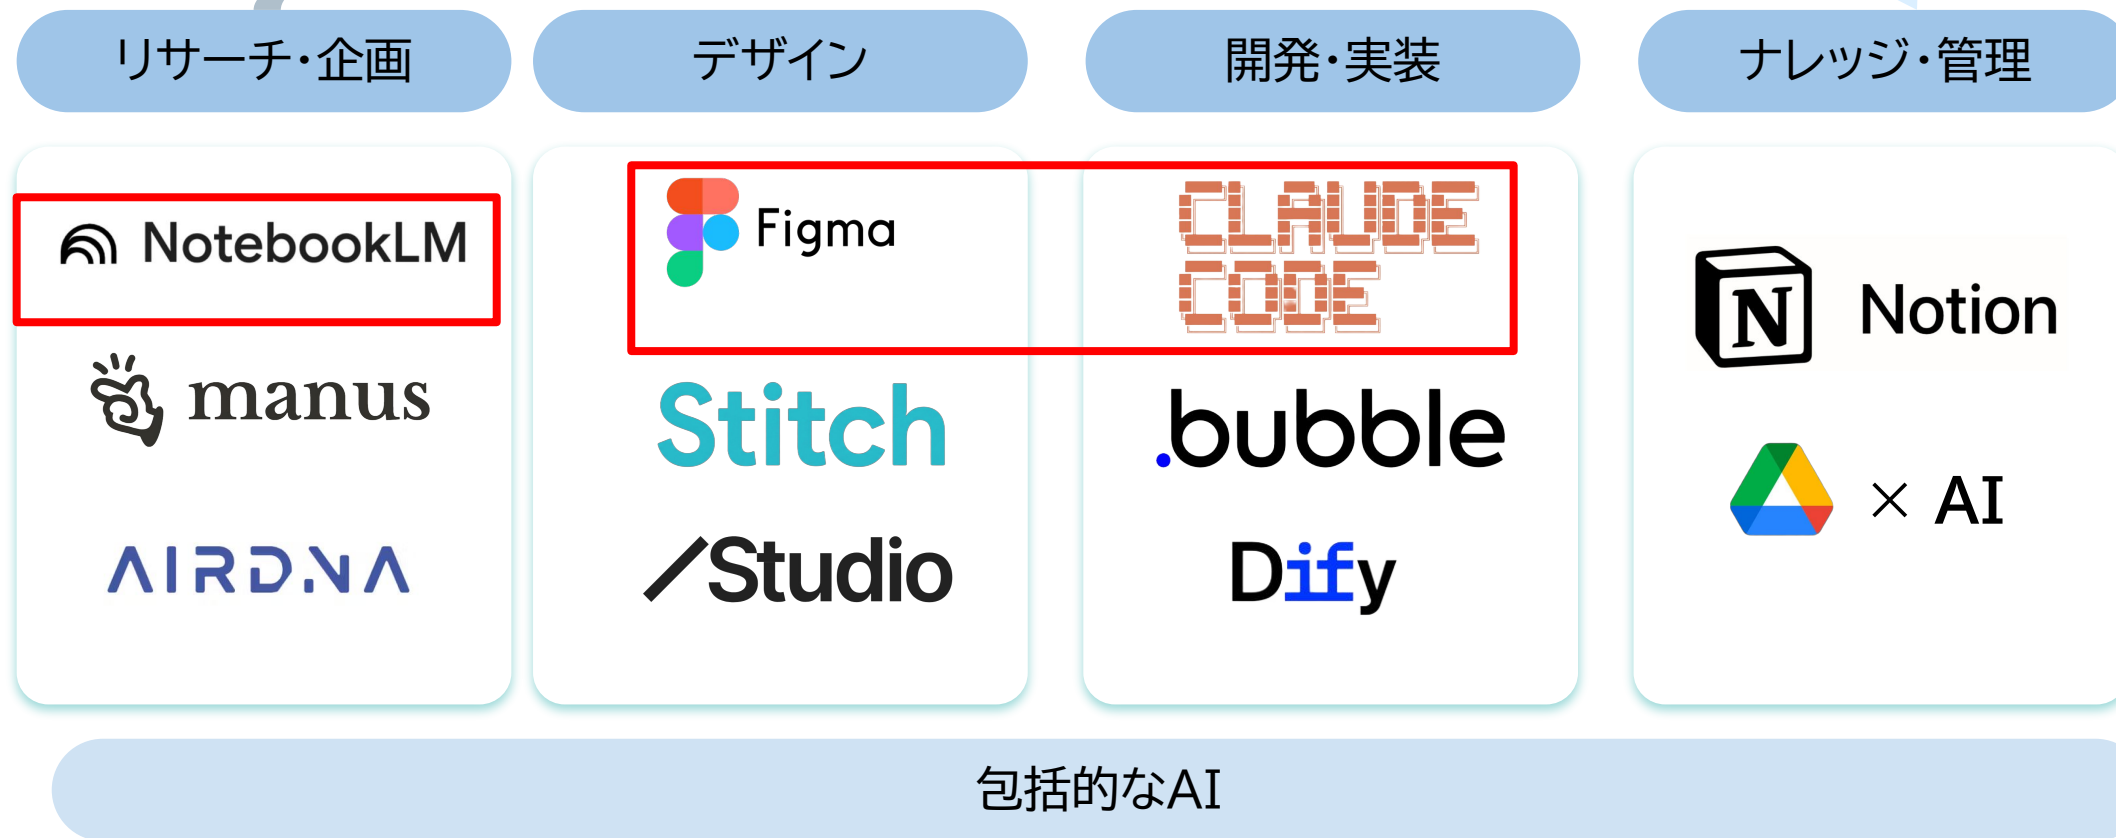 リサーチ・企画
デザイン
開発・実装
ナレッジ・管理
NotebookLM
manus
AIRDNA
Figma
Stitch
Studio
CLAUDE
CODE
.bubble
Dify
N Notion
× AI
包括的なAI